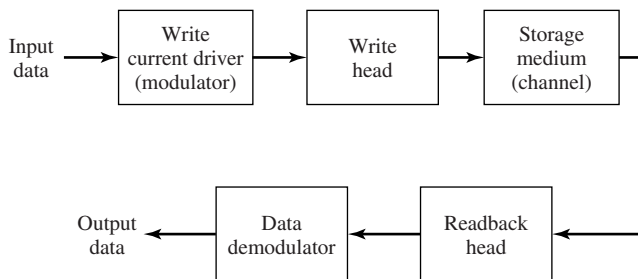 Input
data
Write
current driver
(modulator)
Write
head
Storage
medium
(channel)
Output
data
Data
demodulator
Readback
head